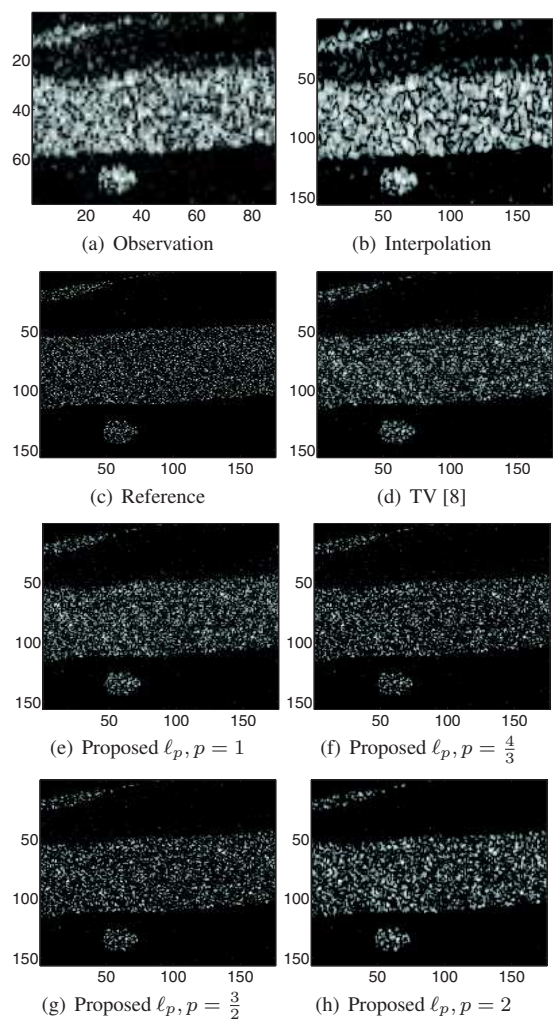 20
40
60
20 40 60 80
(a) Observation
50
100
150
50 100 150
(b) Interpolation
50
100
150
50 100 150
(c) Reference
50
100
150
50 100 150
(d) TV [8]
50
100
150
50 100 150
(e) Proposed ℓp, p = 1
50
100
150
50 100 150
(f) Proposed ℓp, p = 4/3
50
100
150
50 100 150
(g) Proposed ℓp, p = 3/2
50
100
150
50 100 150
(h) Proposed ℓp, p = 2